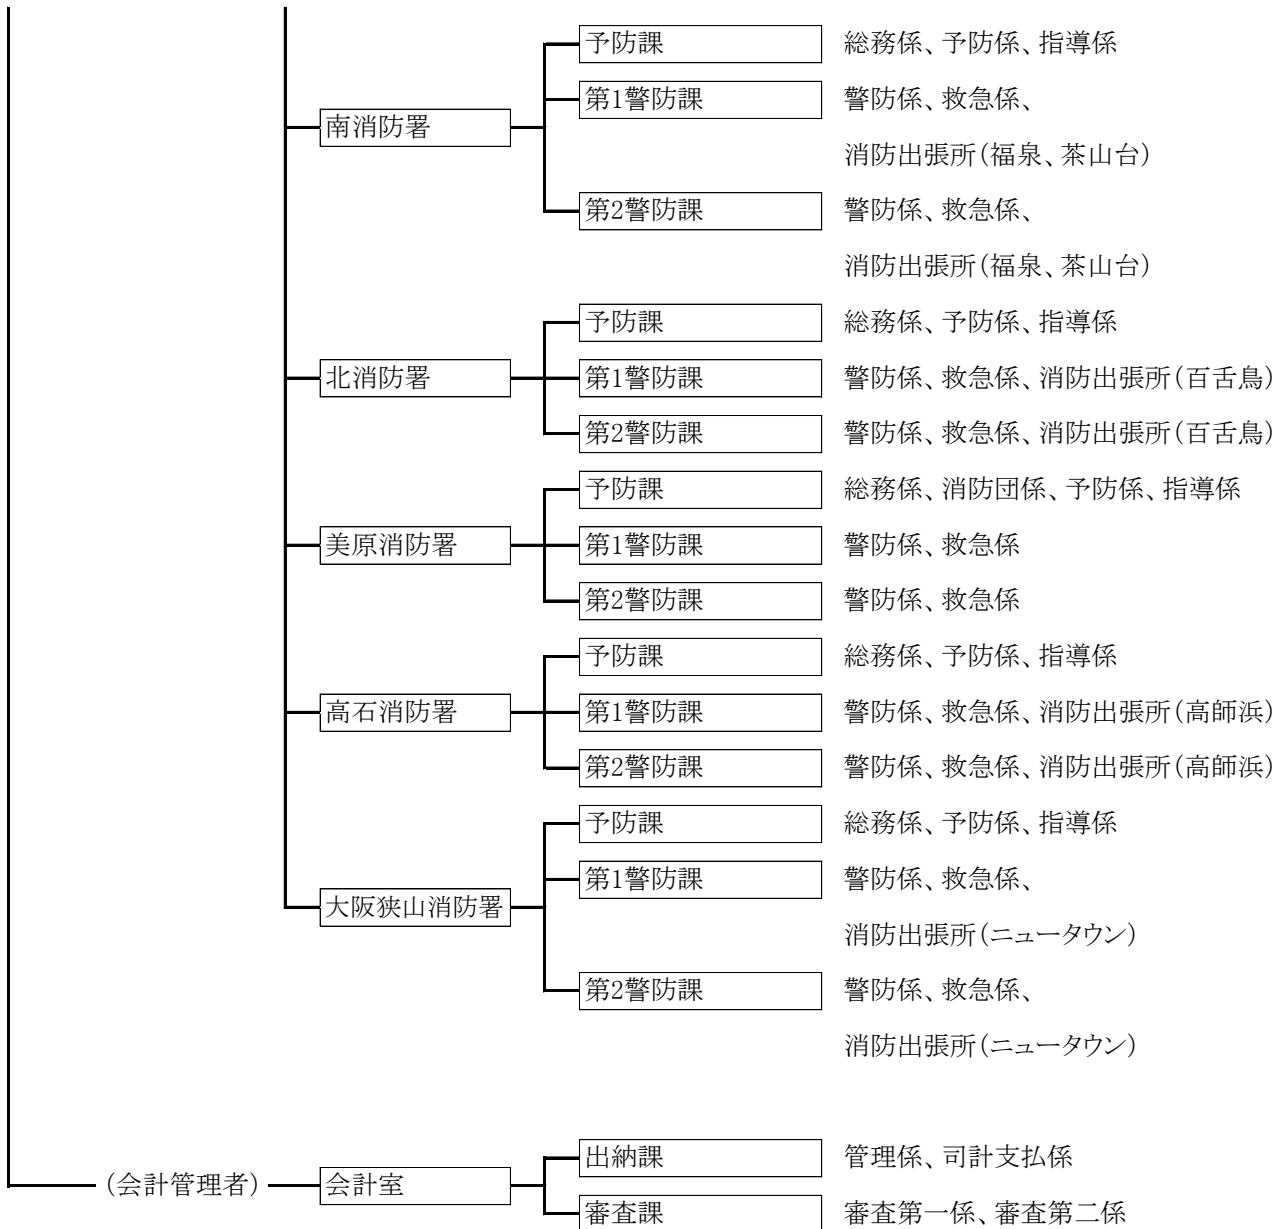 予防課 総務係、予防係、指導係
第1警防課 警防係、救急係、
南消防署
消防出張所(福泉、茶山台)
第2警防課 警防係、救急係、
消防出張所(福泉、茶山台)
予防課 総務係、予防係、指導係
北消防署 第1警防課 警防係、救急係、消防出張所(百舌鳥)
第2警防課 警防係、救急係、消防出張所(百舌鳥)
予防課 総務係、消防団係、予防係、指導係
美原消防署 第1警防課 警防係、救急係
第2警防課 警防係、救急係
予防課 総務係、予防係、指導係
高石消防署 第1警防課 警防係、救急係、消防出張所(高師浜)
第2警防課 警防係、救急係、消防出張所(高師浜)
予防課 総務係、予防係、指導係
第1警防課 警防係、救急係、
大阪狭山消防署
消防出張所(ニュータウン)
第2警防課 警防係、救急係、
消防出張所(ニュータウン)
出納課 管理係、司計支払係
(会計管理者) 会計室
審査課 審査第一係、審査第二係